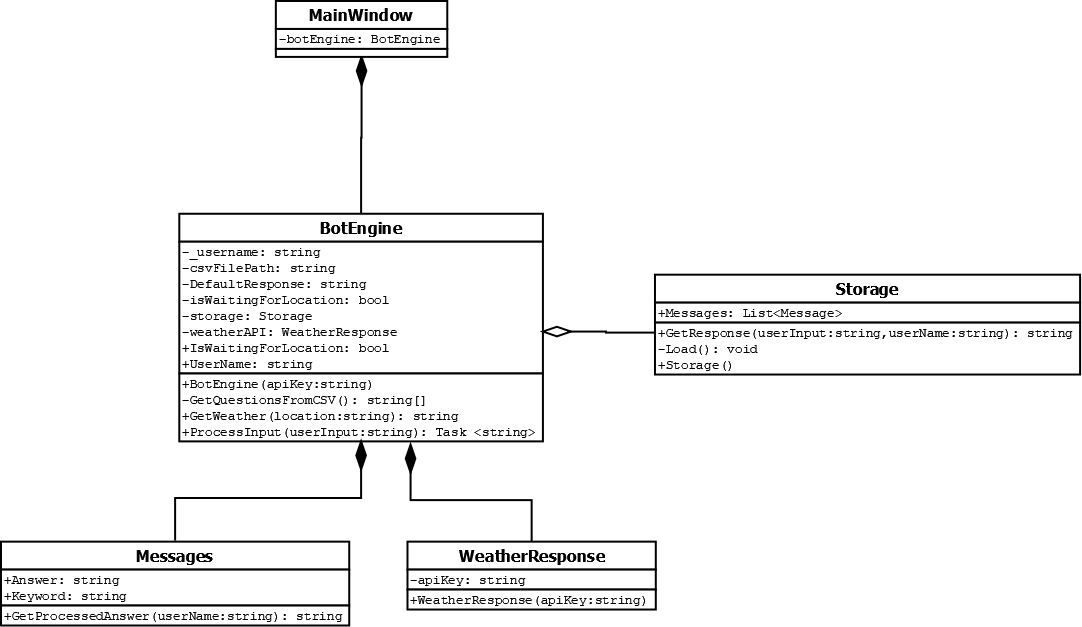 MainWindow
-botEngine: BotEngine
BotEngine
-_username: string
-csvFilePath: string
-DefaultResponse: string
-isWaitingForLocation: bool
-storage: Storage
-weatherAPI: WeatherResponse
+IsWaitingForLocation: bool
+UserName: string
+BotEngine(apiKey:string)
-GetQuestionsFromCSV(): string[]
+GetWeather(location:string): string
+ProcessInput(userInput:string): Task <string>
Storage
+Messages: List<Message>
+GetResponse(userInput:string,userName:string): string
-Load(): void
+Storage()
Messages
+Answer: string
+Keyword: string
+GetProcessedAnswer(userName:string): string
WeatherResponse
-apiKey: string
+WeatherResponse(apiKey:string)